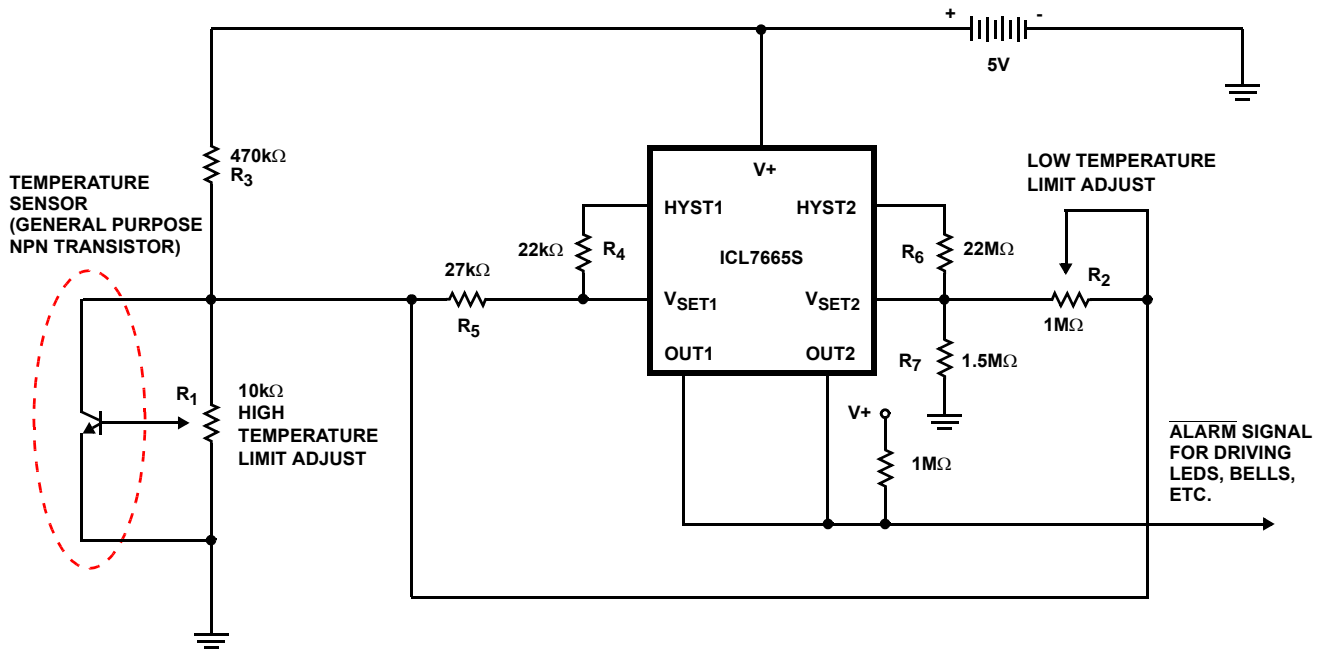 + -
5V
470kΩ
R3
TEMPERATURE
SENSOR
(GENERAL PURPOSE
NPN TRANSISTOR)
R1
10kΩ
HIGH
TEMPERATURE
LIMIT ADJUST
27kΩ
R5
22kΩ
R4
V+
HYST1
HYST2
ICL7665S
VSET1
VSET2
OUT1
OUT2
R6
22MΩ
LOW TEMPERATURE
LIMIT ADJUST
R2
1MΩ
R7
1.5MΩ
V+
1MΩ
ALARM SIGNAL
FOR DRIVING
LEDS, BELLS,
ETC.